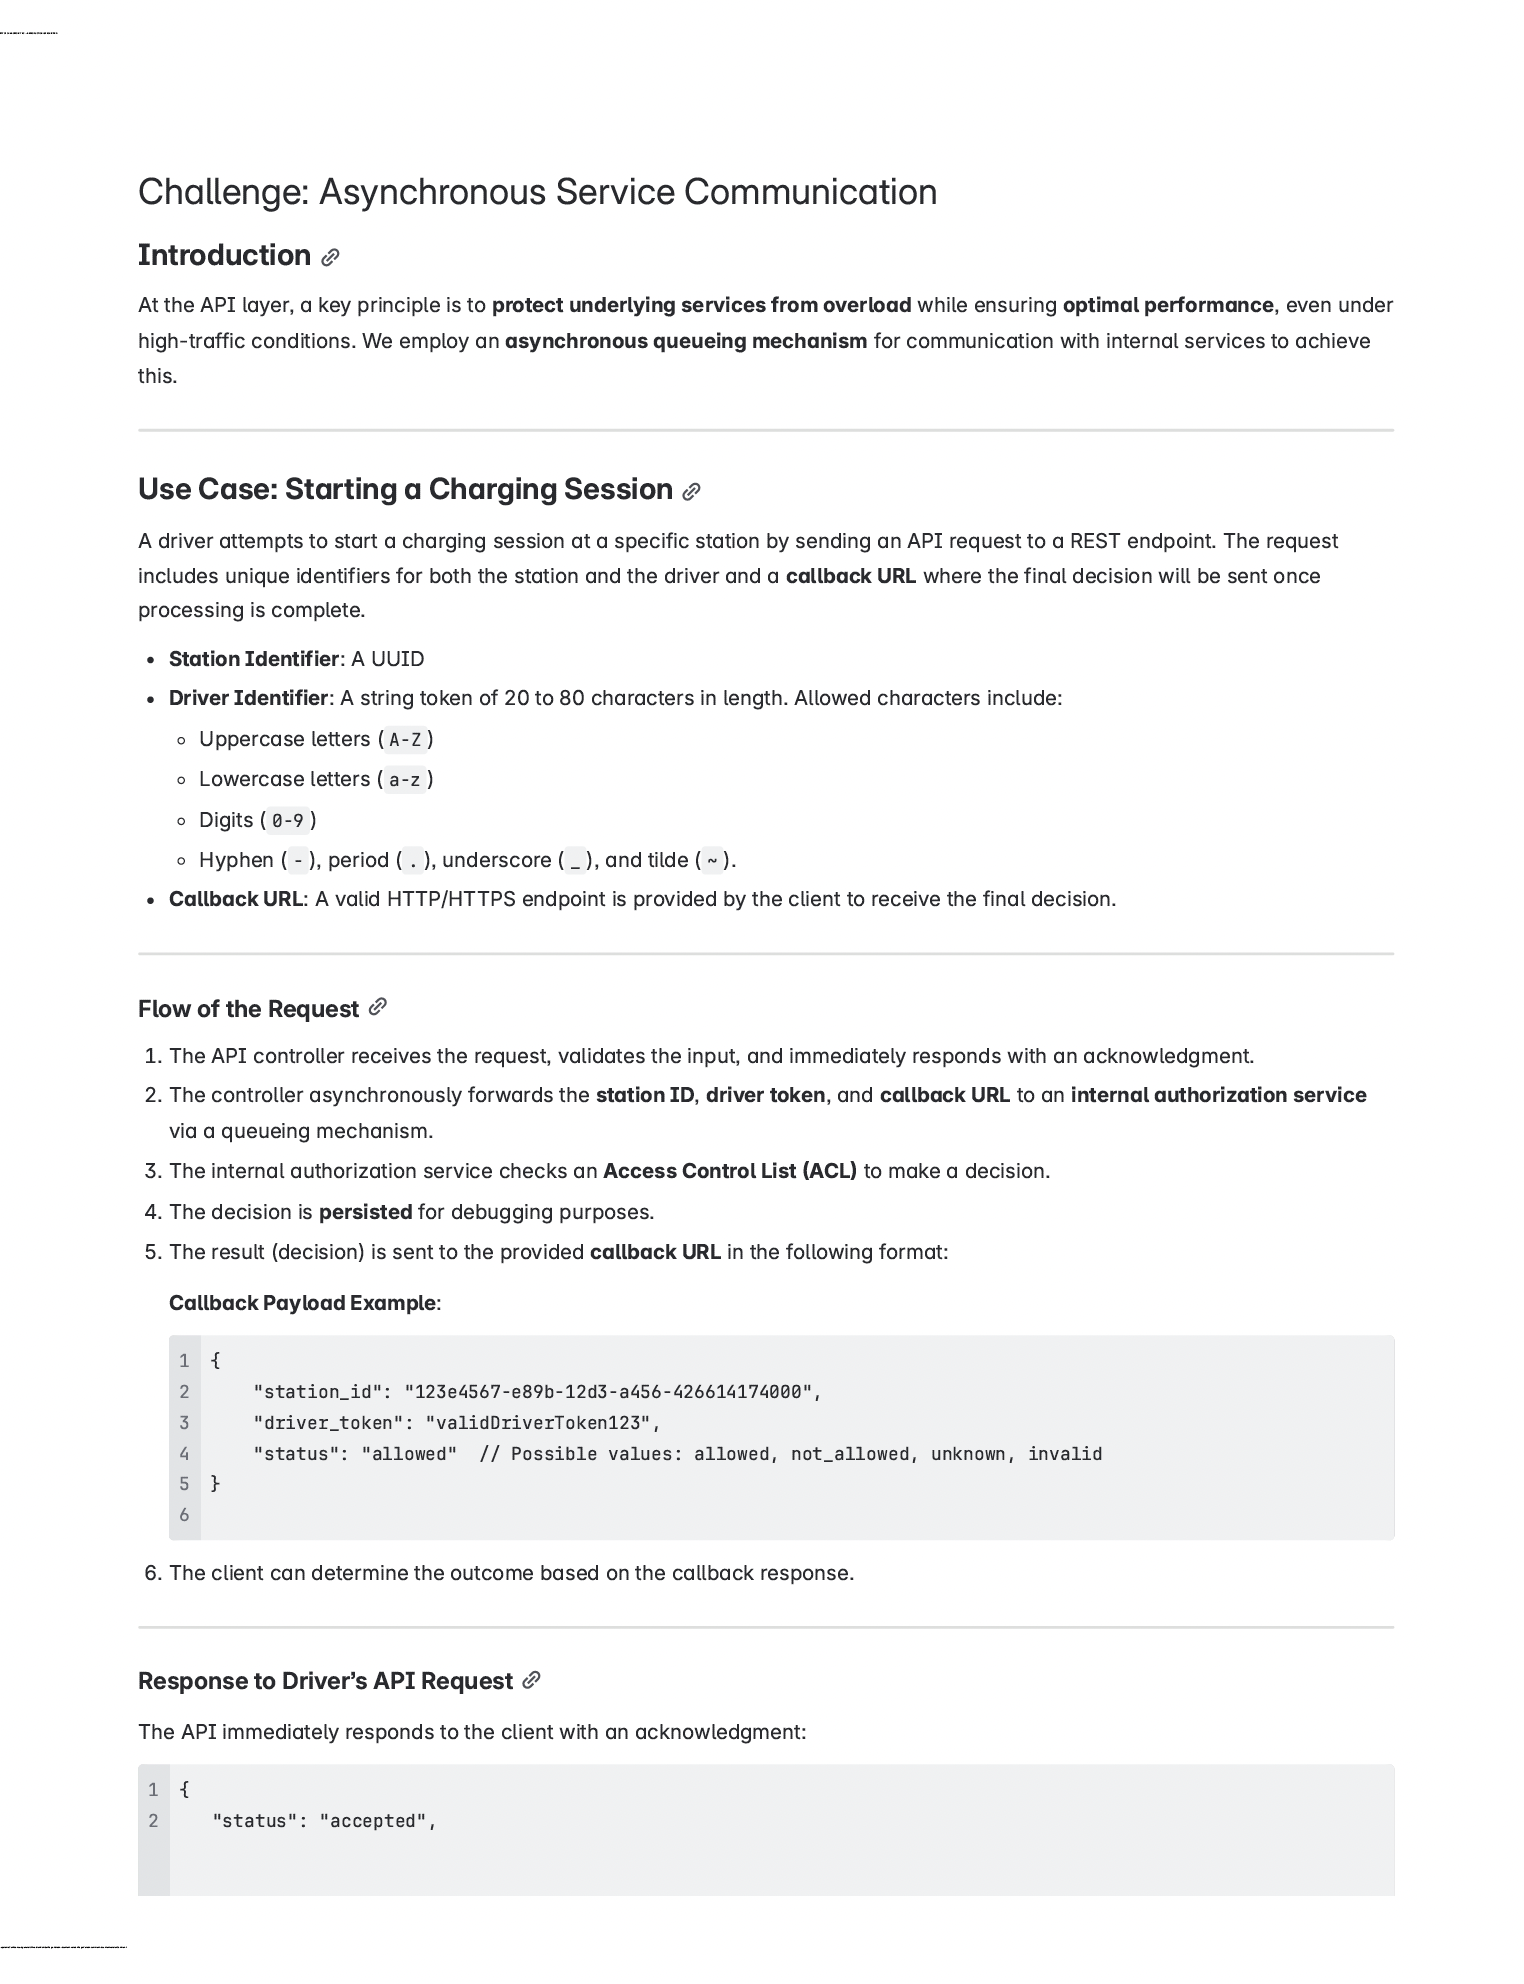 Challenge: Asynchronous Service Communication
Introduction
At the API layer, a key principle is to protect underlying services from overload while ensuring optimal performance, even under
high-traffic conditions. We employ an asynchronous queueing mechanism for communication with internal services to achieve
this.
Use Case: Starting a Charging Session
A driver attempts to start a charging session at a specific station by sending an API request to a REST endpoint. The request
includes unique identifiers for both the station and the driver and a callback URL where the final decision will be sent once
processing is complete.
• Station Identifier: A UUID
• Driver Identifier: A string token of 20 to 80 characters in length. Allowed characters include:
◦ Uppercase letters ( A-Z )
◦ Lowercase letters ( a-z )
◦ Digits ( 0-9 )
◦ Hyphen ( - ), period ( . ), underscore ( _ ), and tilde ( ~ ).
• Callback URL: A valid HTTP/HTTPS endpoint is provided by the client to receive the final decision.
Flow of the Request
1. The API controller receives the request, validates the input, and immediately responds with an acknowledgment.
2. The controller asynchronously forwards the station ID, driver token, and callback URL to an internal authorization service
via a queueing mechanism.
3. The internal authorization service checks an Access Control List (ACL) to make a decision.
4. The decision is persisted for debugging purposes.
5. The result (decision) is sent to the provided callback URL in the following format:
Callback Payload Example:
1 {
2     "station_id": "123e4567-e89b-12d3-a456-426614174000",
3     "driver_token": "validDriverToken123",
4     "status": "allowed"  // Possible values: allowed, not_allowed, unknown, invalid
5 }
6
6. The client can determine the outcome based on the callback response.
Response to Driver's API Request
The API immediately responds to the client with an acknowledgment:
1 {
2    "status": "accepted",